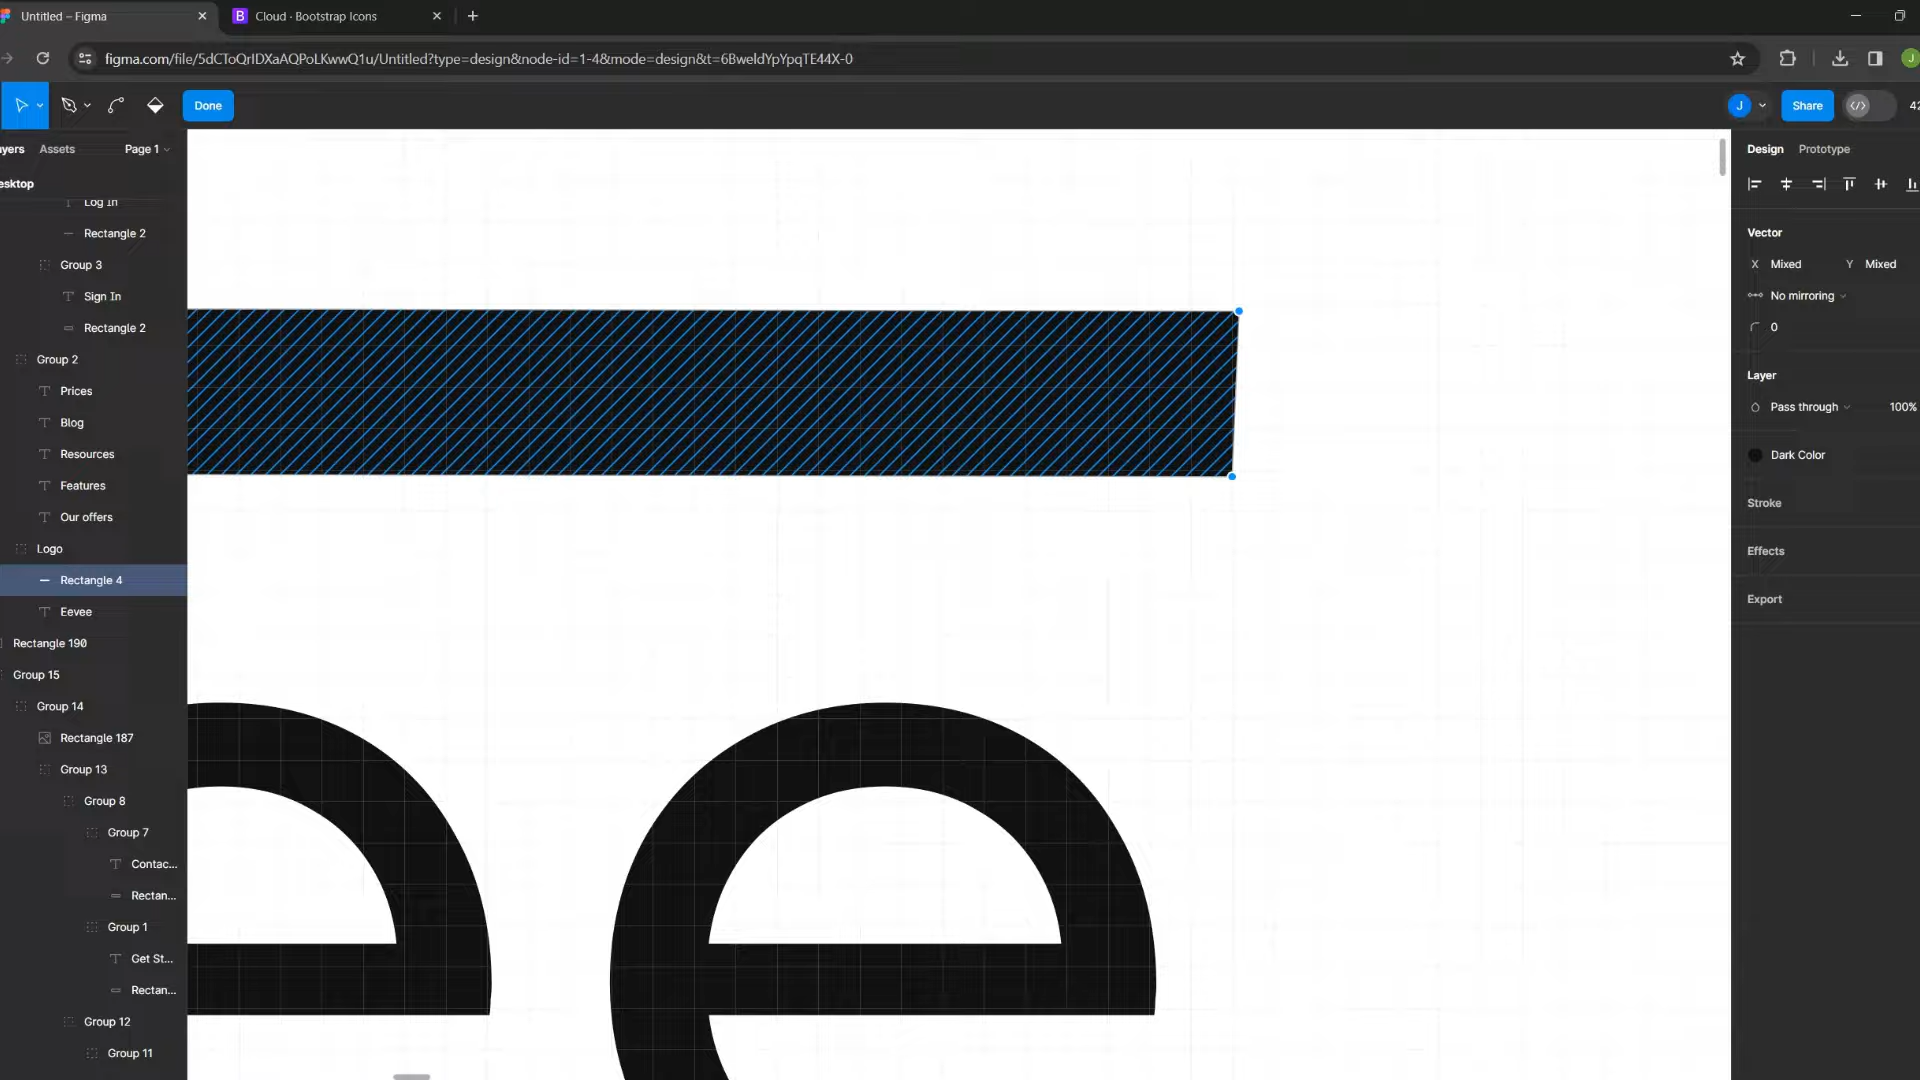 Untitled – Figma
Cloud · Bootstrap Icons
figma.com/file/5dCToQrIDXaAQPoLKwwQ1u/Untitled?type=design&node-id=1-4&mode=design&t=6BweldYpYpqTE44X-0
J
Done
J
Share
42
ayers
Assets
Page 1
esktop
Log In
Rectangle 2
Group 3
Sign In
Rectangle 2
Group 2
Prices
Blog
Resources
Features
Our offers
Logo
Rectangle 4
Eevee
Rectangle 190
Group 15
Group 14
Rectangle 187
Group 13
Group 8
Group 7
Contac...
Rectan...
Group 1
Get St...
Rectan...
Group 12
Group 11
ee
Design
Prototype
Vector
X Mixed
Y Mixed
No mirroring
0
Layer
Pass through
100%
Dark Color
Stroke
Effects
Export